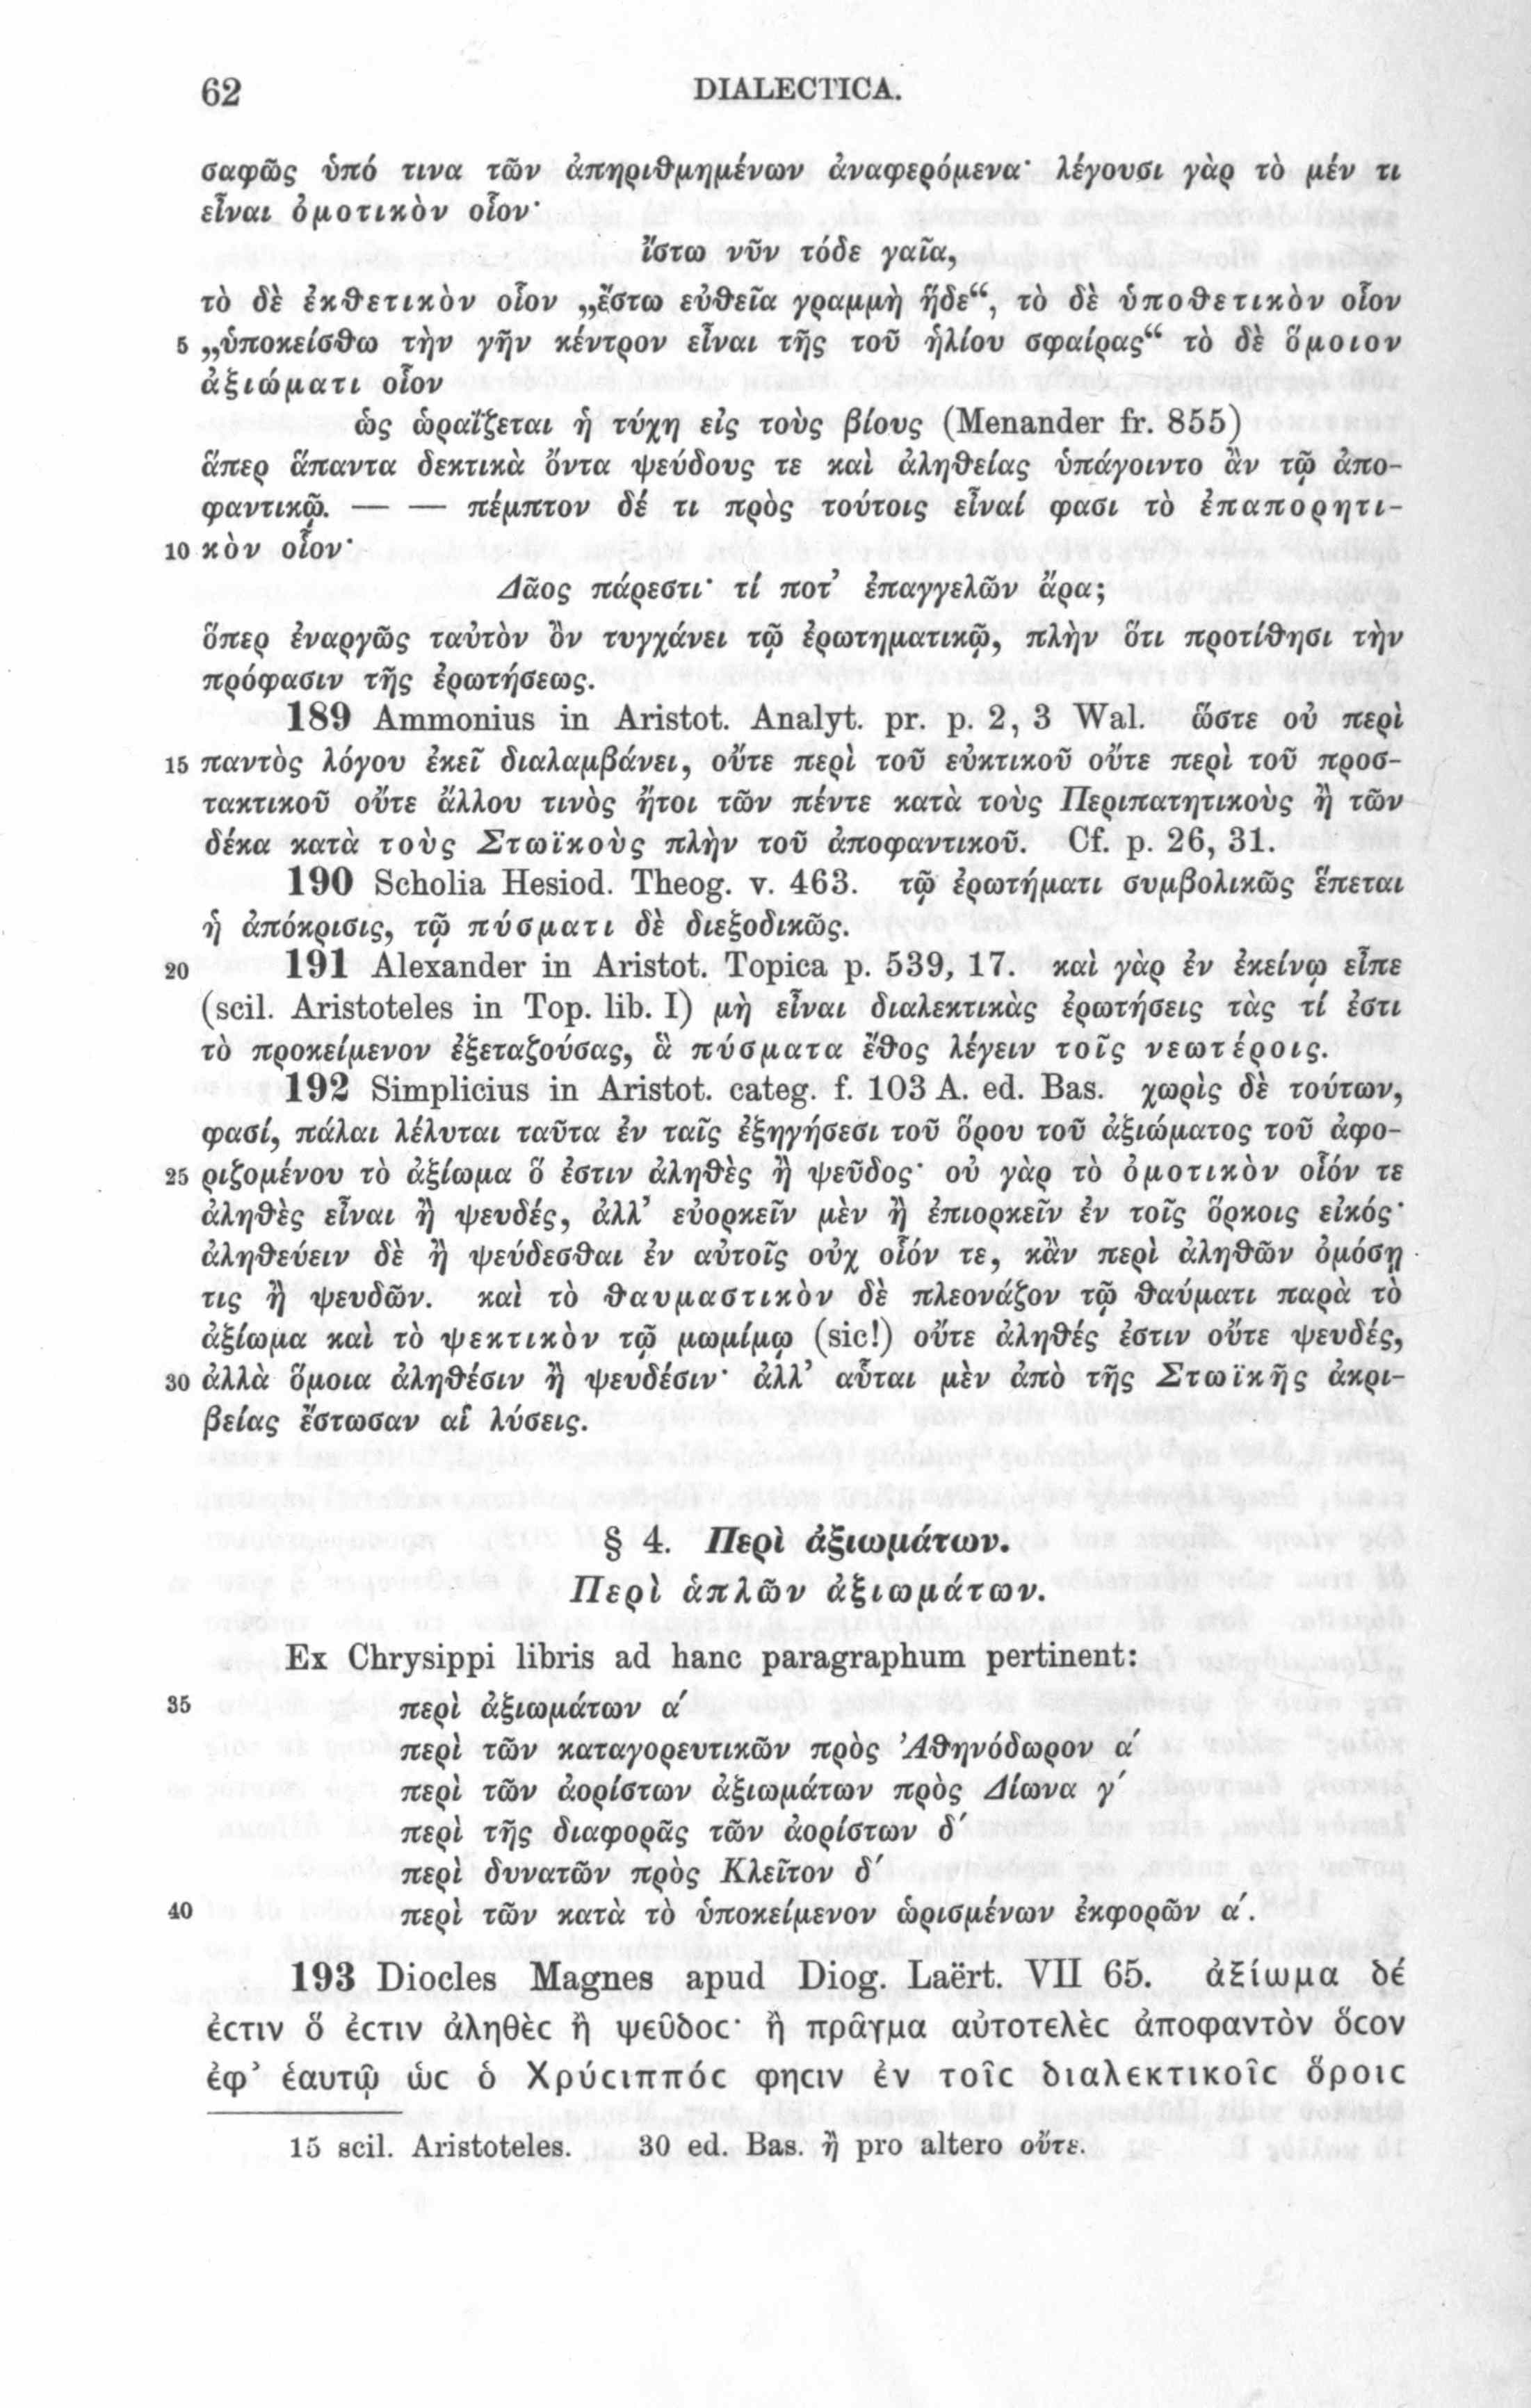 62 DIALECTICA.
σαφῶς ὑπό τινα τῶν ἀπηριθμημένων ἀναφερόμενα· λέγουσι γὰρ τὸ μέν τι
εἶναι ὀμοτικὸν οἷον·
ἴστω νῦν τόδε γαῖα,
τὸ δὲ ἐκθετικὸν οἷον „ἔστω εὐθεῖα γραμμὴ ἥδε“, τὸ δὲ ὑποθετικὸν οἷον
5 „ὑποκείσθω τὴν γῆν κέντρον εἶναι τῆς τοῦ ἡλίου σφαίρας“ τὸ δὲ ὅμοιον
ἀξιώματι οἷον
ὡς ὡραΐζεται ἡ τύχη εἰς τοὺς βίους (Menander fr. 855)
ἅπερ ἅπαντα δεκτικὰ ὄντα ψεύδους τε καὶ ἀληθείας ὑπάγοιντο ἂν τῷ ἀπο-
φαντικῷ. — — πέμπτον δέ τι πρὸς τούτοις εἶναί φασι τὸ ἐπαπορητι-
10 κὸν οἷον·
Δᾶος πάρεστι· τί ποτ’ ἐπαγγελῶν ἄρα;
ὅπερ ἐναργῶς ταὐτὸν ὂν τυγχάνει τῷ ἐρωτηματικῷ, πλὴν ὅτι προτίθησι τὴν
πρόφασιν τῆς ἐρωτήσεως.
189 Ammonius in Aristot. Analyt. pr. p. 2, 3 Wal. ὥστε οὐ περὶ
15 παντὸς λόγου ἐκεῖ διαλαμβάνει, οὔτε περὶ τοῦ εὐκτικοῦ οὔτε περὶ τοῦ προσ-
τακτικοῦ οὔτε ἄλλου τινὸς ἤτοι τῶν πέντε κατὰ τοὺς Περιπατητικοὺς ἢ τῶν
δέκα κατὰ τοὺς Στωϊκοὺς πλὴν τοῦ ἀποφαντικοῦ. Cf. p. 26, 31.
190 Scholia Hesiod. Theog. v. 463. τῷ ἐρωτήματι συμβολικῶς ἕπεται
ἡ ἀπόκρισις, τῷ πύσματι δὲ διεξοδικῶς.
20 191 Alexander in Aristot. Topica p. 539, 17. καὶ γὰρ ἐν ἐκείνῳ εἶπε
(scil. Aristoteles in Top. lib. I) μὴ εἶναι διαλεκτικὰς ἐρωτήσεις τὰς τί ἐστι
τὸ προκείμενον ἐξεταζούσας, ἃ πύσματα ἔθος λέγειν τοῖς νεωτέροις.
192 Simplicius in Aristot. categ. f. 103 A. ed. Bas. χωρὶς δὲ τούτων,
φασί, πάλαι λέλυται ταῦτα ἐν ταῖς ἐξηγήσεσι τοῦ ὅρου τοῦ ἀξιώματος τοῦ ἀφο-
25 ριζομένου τὸ ἀξίωμα ὅ ἐστιν ἀληθὲς ἢ ψεῦδος· οὐ γὰρ τὸ ὀμοτικὸν οἷόν τε
ἀληθὲς εἶναι ἢ ψευδές, ἀλλ’ εὐορκεῖν μὲν ἢ ἐπιορκεῖν ἐν τοῖς ὅρκοις εἰκός·
ἀληθεύειν δὲ ἢ ψεύδεσθαι ἐν αὐτοῖς οὐχ οἷόν τε, κἂν περὶ ἀληθῶν ὀμόσῃ
τις ἢ ψευδῶν. καὶ τὸ θαυμαστικὸν δὲ πλεονάζον τῷ θαύματι παρὰ τὸ
ἀξίωμα καὶ τὸ ψεκτικὸν τῷ μωμίμῳ (sic!) οὔτε ἀληθές ἐστιν οὔτε ψευδές,
30 ἀλλὰ ὅμοια ἀληθέσιν ἢ ψευδέσιν· ἀλλ’ αὗται μὲν ἀπὸ τῆς Στωϊκῆς ἀκρι-
βείας ἔστωσαν αἱ λύσεις.
§ 4. Περὶ ἀξιωμάτων.
Περὶ ἁπλῶν ἀξιωμάτων.
Ex Chrysippi libris ad hanc paragraphum pertinent:
35 περὶ ἀξιωμάτων α΄
περὶ τῶν καταγορευτικῶν πρὸς Ἀθηνόδωρον α΄
περὶ τῶν ἀορίστων ἀξιωμάτων πρὸς Δίωνα γ΄
περὶ τῆς διαφορᾶς τῶν ἀορίστων δ΄
περὶ δυνατῶν πρὸς Κλεῖτον δ΄
40 περὶ τῶν κατὰ τὸ ὑποκείμενον ὡρισμένων ἐκφορῶν α΄.
193 Diocles Magnes apud Diog. Laërt. VII 65. ἀξίωμα δέ
ἐϲτιν ὅ ἐϲτιν ἀληθὲϲ ἢ ψεῦδοϲ· ἢ πρᾶγμα αὐτοτελὲϲ ἀποφαντὸν ὅϲον
ἐφ’ ἑαυτῷ ὡϲ ὁ Χρύϲιππόϲ φηϲιν ἐν τοῖϲ διαλεκτικοῖϲ ὅροιϲ
15 scil. Aristoteles. 30 ed. Bas. ἢ pro altero οὔτε.